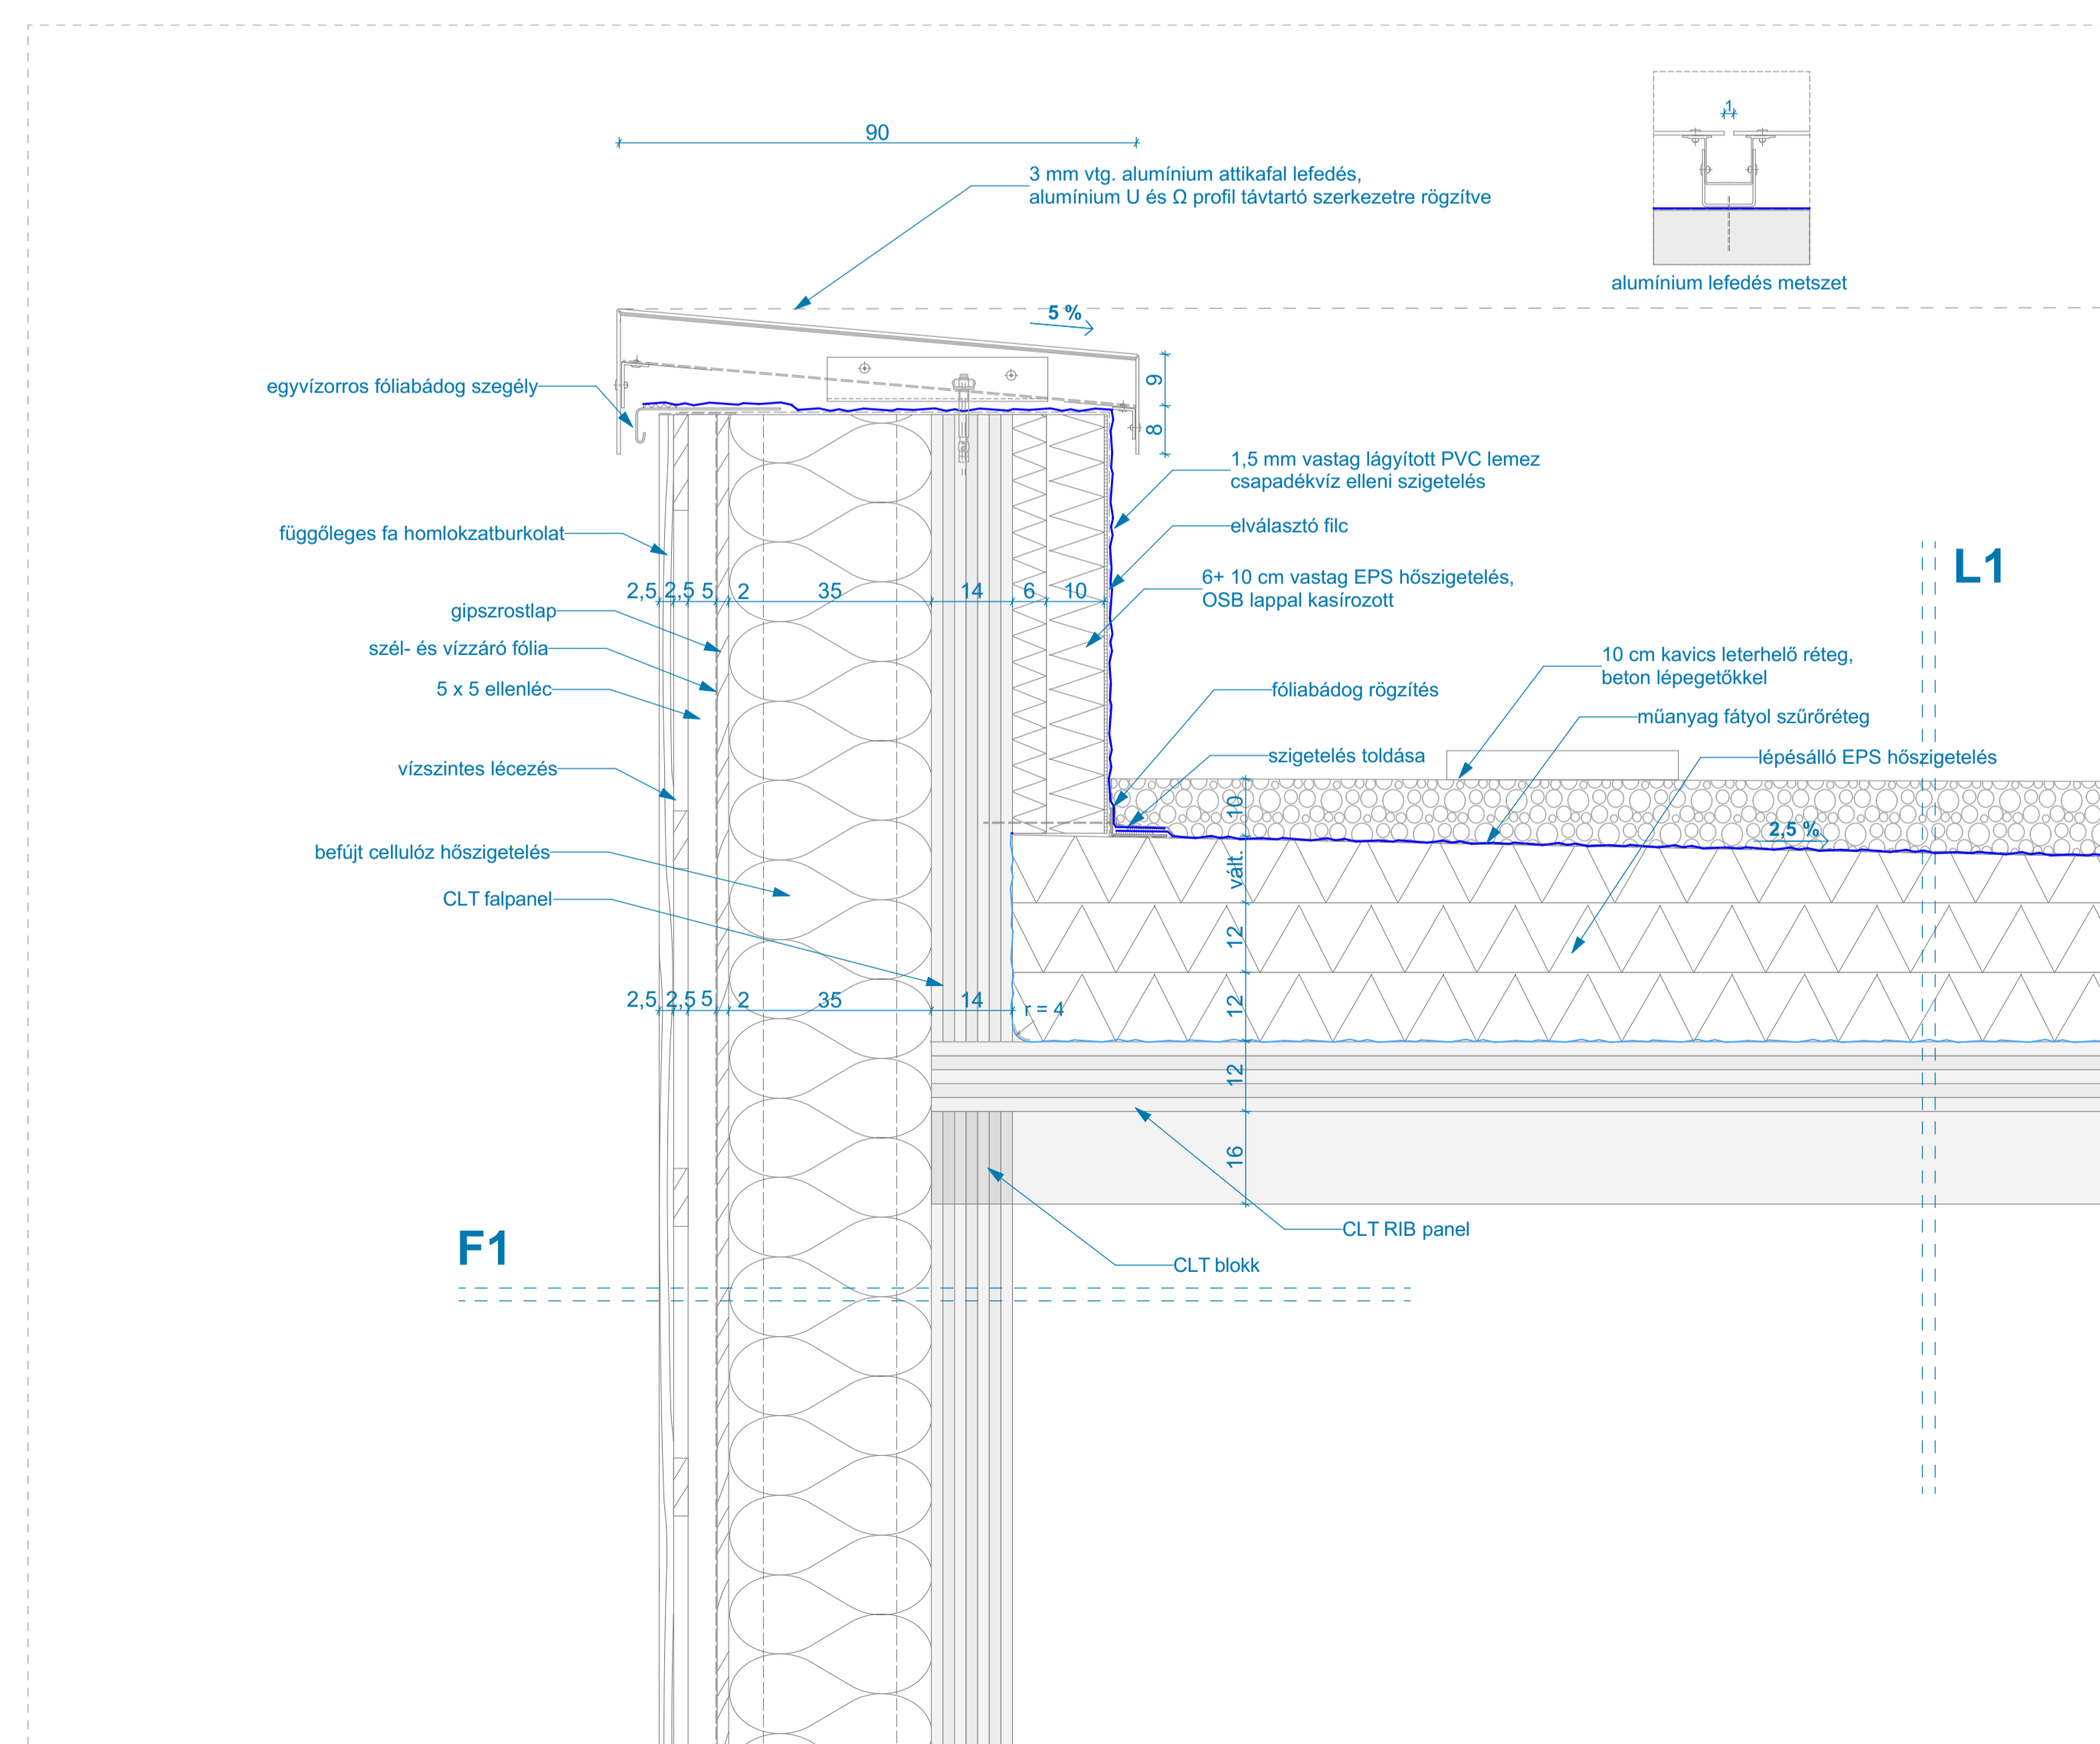 1
90
3 mm vtg. alumínium attikafal lefedés,
alumínium U és Ω profil távtartó szerkezetre rögzítve
alumínium lefedés metszet
5 %
9
8
egyvízorros fóliabádog szegély
1,5 mm vastag lágyított PVC lemez
csapadékvíz elleni szigetelés
elválasztó filc
függőleges fa homlokzatburkolat
L1
6+ 10 cm vastag EPS hőszigetelés,
OSB lappal kasírozott
2,5 2,5 5 2 35 14 6 10
gipszrostlap
szél- és vízzáró fólia
5 x 5 ellenléc
10 cm kavics leterhelő réteg,
beton lépegetőkkel
fóliabádog rögzítés
műanyag fátyol szűrőréteg
szigetelés toldása
lépésálló EPS hőszigetelés
vízszintes lécezés
10
2,5 %
befújt cellulóz hőszigetelés
vált.
CLT falpanel
12
2,5 2,5 5 2 35 14
r = 4
12
12
16
CLT RIB panel
F1
CLT blokk